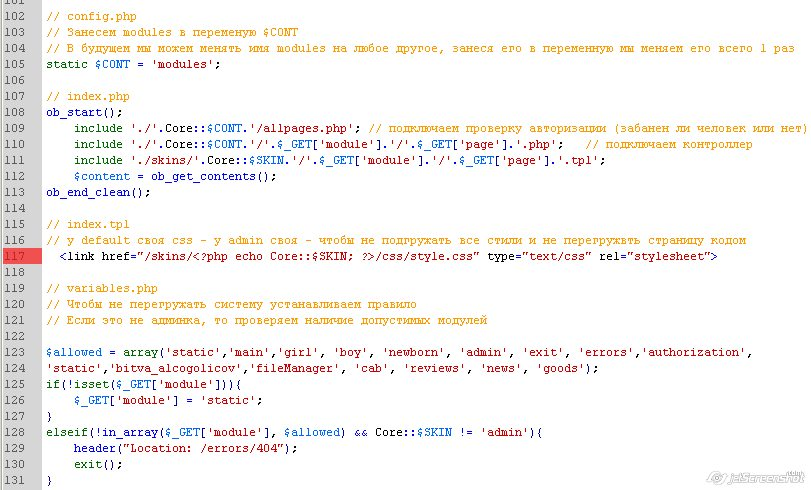 101
102 // config.php
103 // Занесем modules в переменую $CONT
104 // В будущем мы можем менять имя modules на любое другое, занеся его в переменную мы меняем его всего 1 раз
105 static $CONT = 'modules';
106
107 // index.php
108 ob_start();
109 include './'.Core::$CONT.'/allpages.php'; // подключаем проверку авторизации (забанен ли человек или нет)
110 include './'.Core::$CONT.'/'.$_GET['module'].'/'.$_GET['page'].'.php'; // подключаем контроллер
111 include './skins/'.Core::$SKIN.'/'.$_GET['module'].'/'.$_GET['page'].'.tpl';
112 $content = ob_get_contents();
113 ob_end_clean();
114
115 // index.tpl
116 // у default своя css - у admin своя - чтобы не подгружать все стили и не перегружвть страницу кодом
117 <link href="/skins/<?php echo Core::$SKIN; ?>/css/style.css" type="text/css" rel="stylesheet">
118
119 // variables.php
120 // Чтобы не перегружать систему устанавливаем правило
121 // Если это не админка, то проверяем наличие допустимых модулей
122
123 $allowed = array('static','main','girl', 'boy', 'newborn', 'admin', 'exit', 'errors','authorization',
124 'static','bitva_alcogolicov','fileManager', 'cab', 'reviews', 'news', 'goods');
125 if(!isset($_GET['module'])){
126 $_GET['module'] = 'static';
127 }
128 elseif(!in_array($_GET['module'], $allowed) && Core::$SKIN != 'admin'){
129 header("Location: /errors/404");
130 exit();
131 }
jetScreenshot